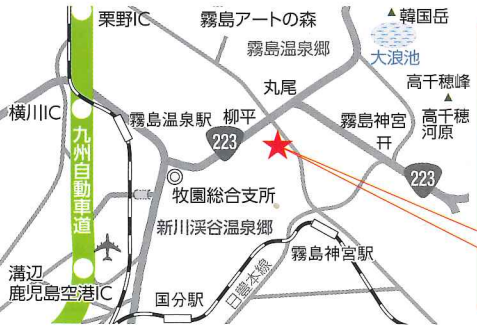 栗野IC
霧島アートの森
韓国岳
霧島温泉郷
大浪池
丸尾
高千穂峰
横川IC
霧島温泉駅
柳平
霧島神宮
高千穂
河原
223
九州自動車道
223
牧園総合支所
新川渓谷温泉郷
霧島神宮駅
日豊本線
溝辺
鹿児島空港IC
国分駅